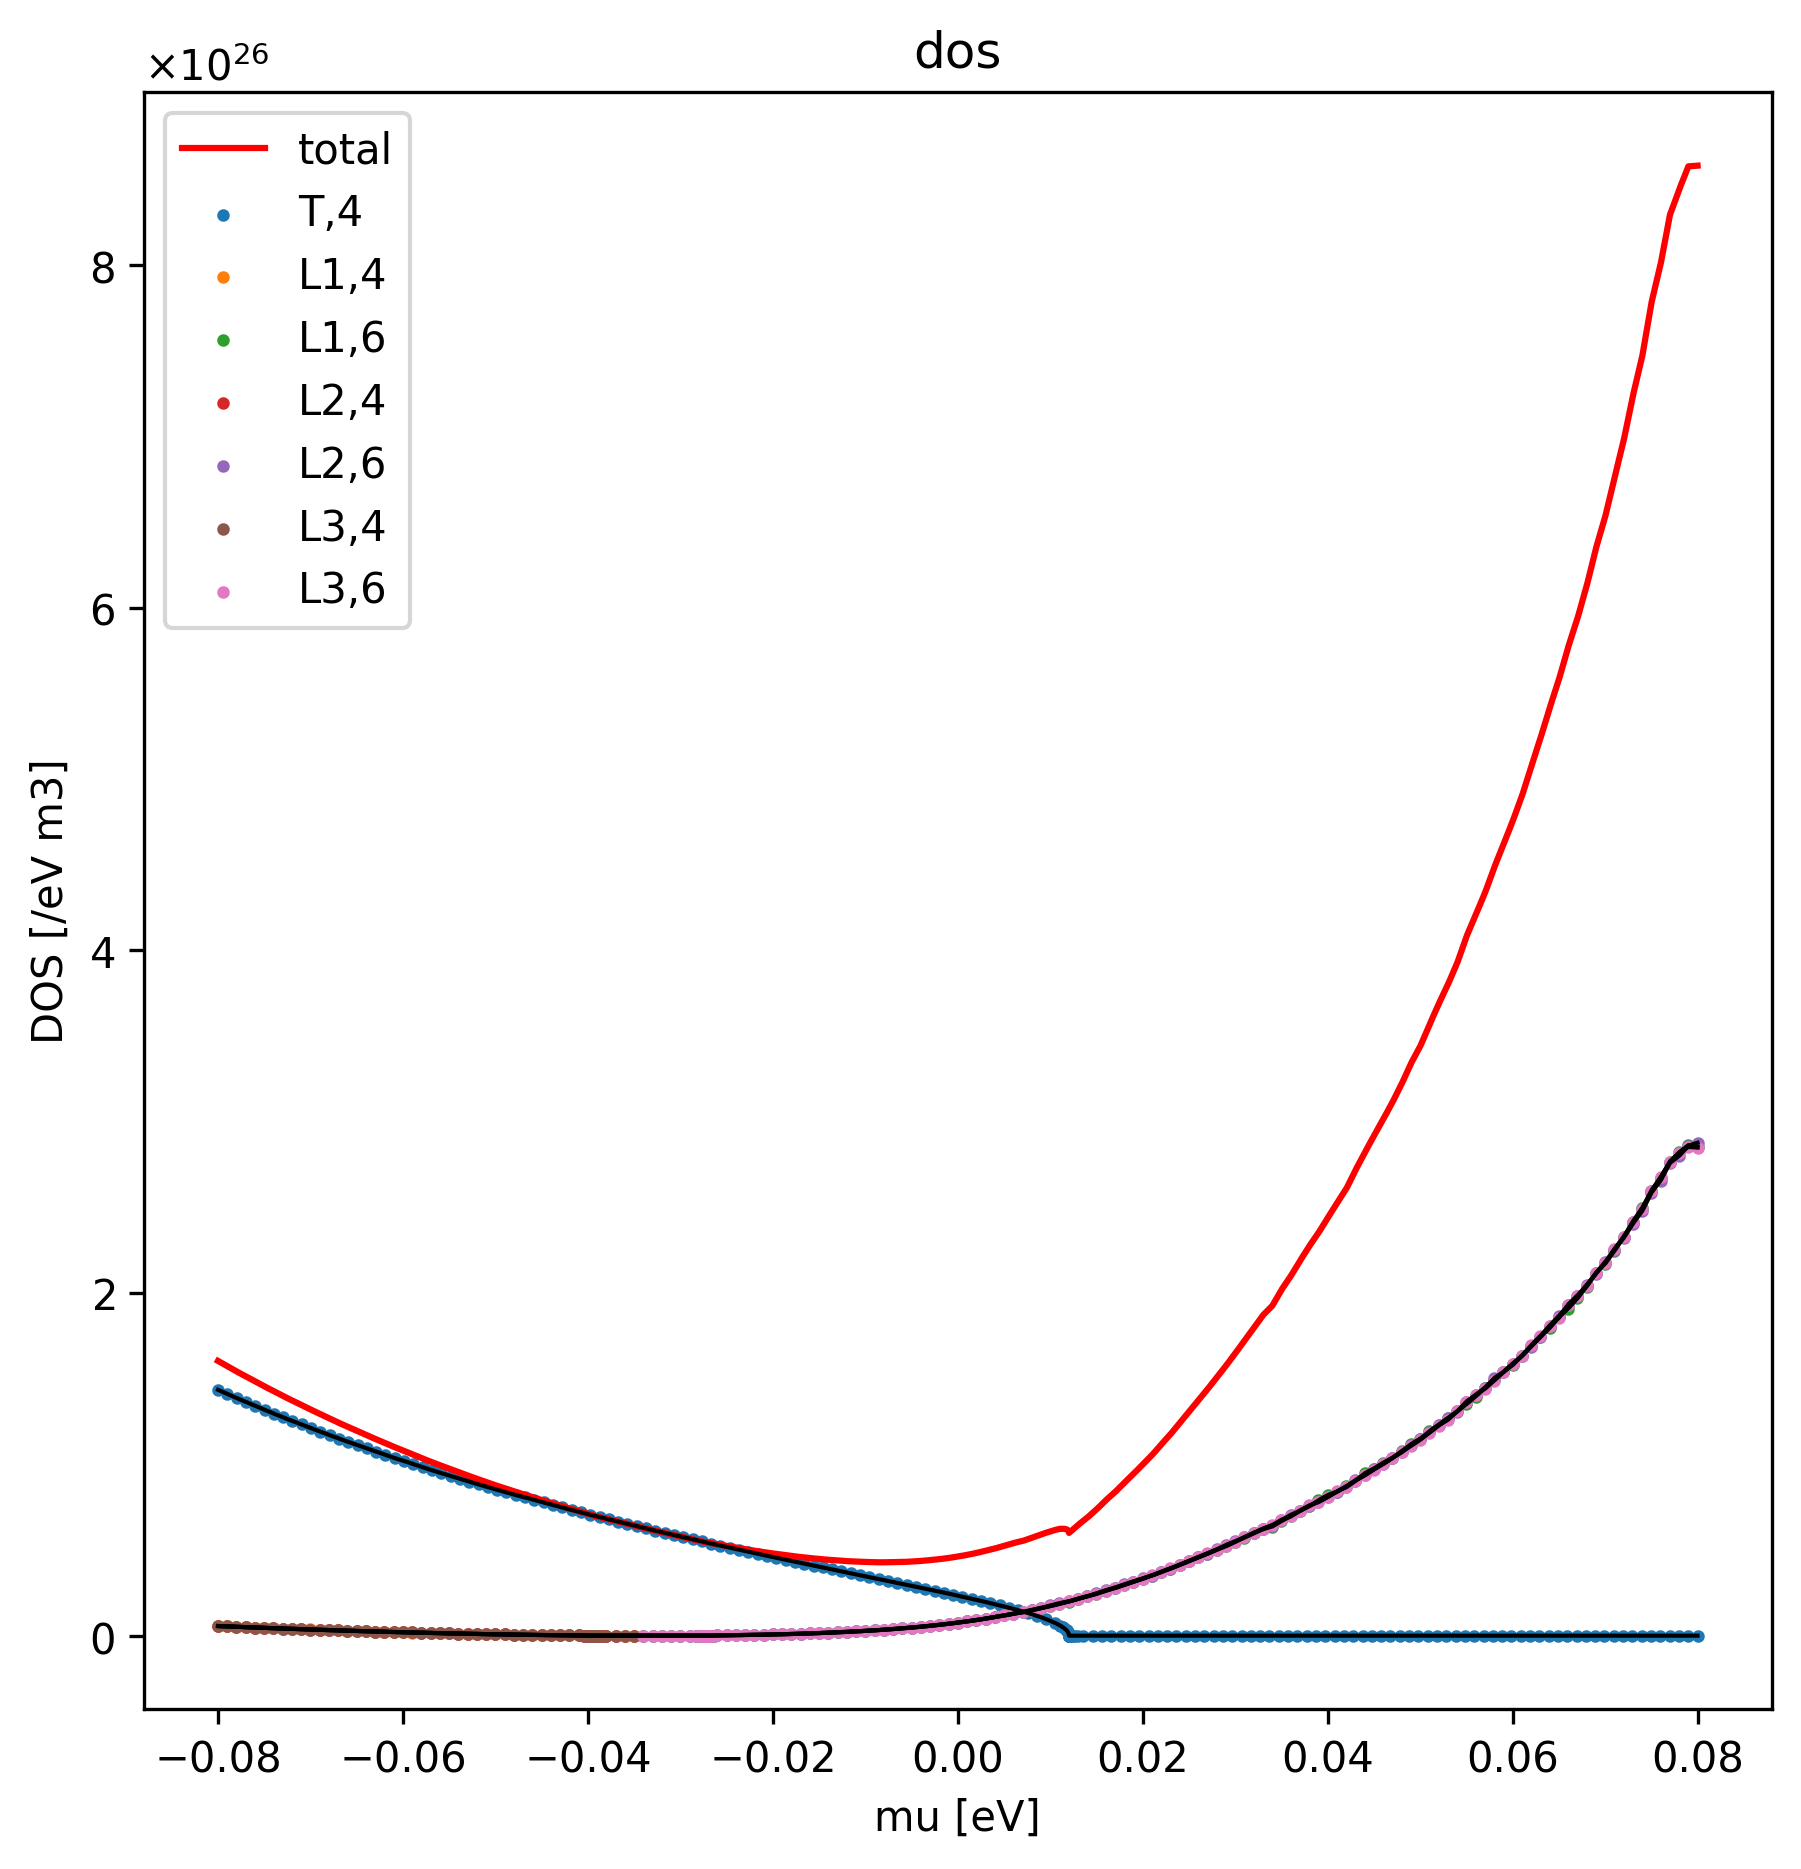 dos
×10²⁶
total
T,4
L1,4
L1,6
L2,4
L2,6
L3,4
L3,6
8
6
4
2
0
DOS [/eV m3]
−0.08 −0.06 −0.04 −0.02 0.00 0.02 0.04 0.06 0.08
mu [eV]